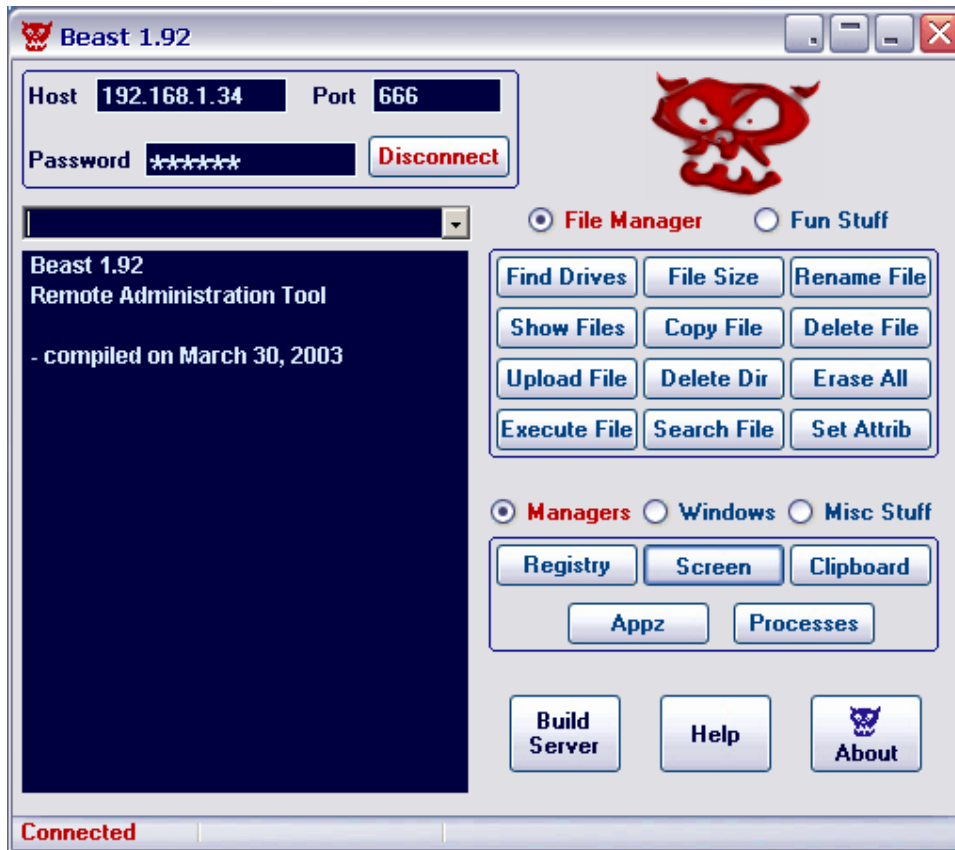 Beast 1.92
Host 192.168.1.34 Port 666
Password ****** Disconnect
File Manager Fun Stuff
Beast 1.92
Remote Administration Tool
- compiled on March 30, 2003
Find Drives File Size Rename File
Show Files Copy File Delete File
Upload File Delete Dir Erase All
Execute File Search File Set Attrib
Managers Windows Misc Stuff
Registry Screen Clipboard
Appz Processes
Build
Server
Help
About
Connected